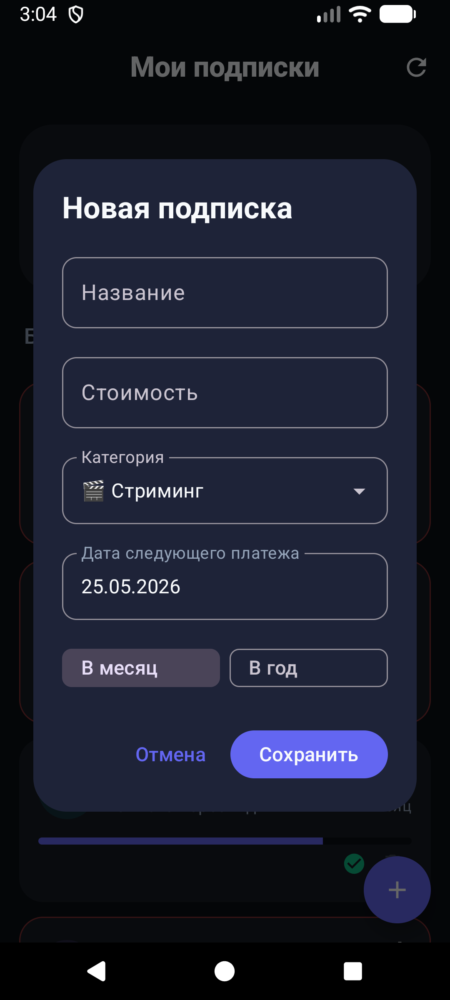 3:04
Мои подписки
Новая подписка
Название
Стоимость
Категория
🎬 Стриминг
Дата следующего платежа
25.05.2026
В месяц
В год
Отмена
Сохранить